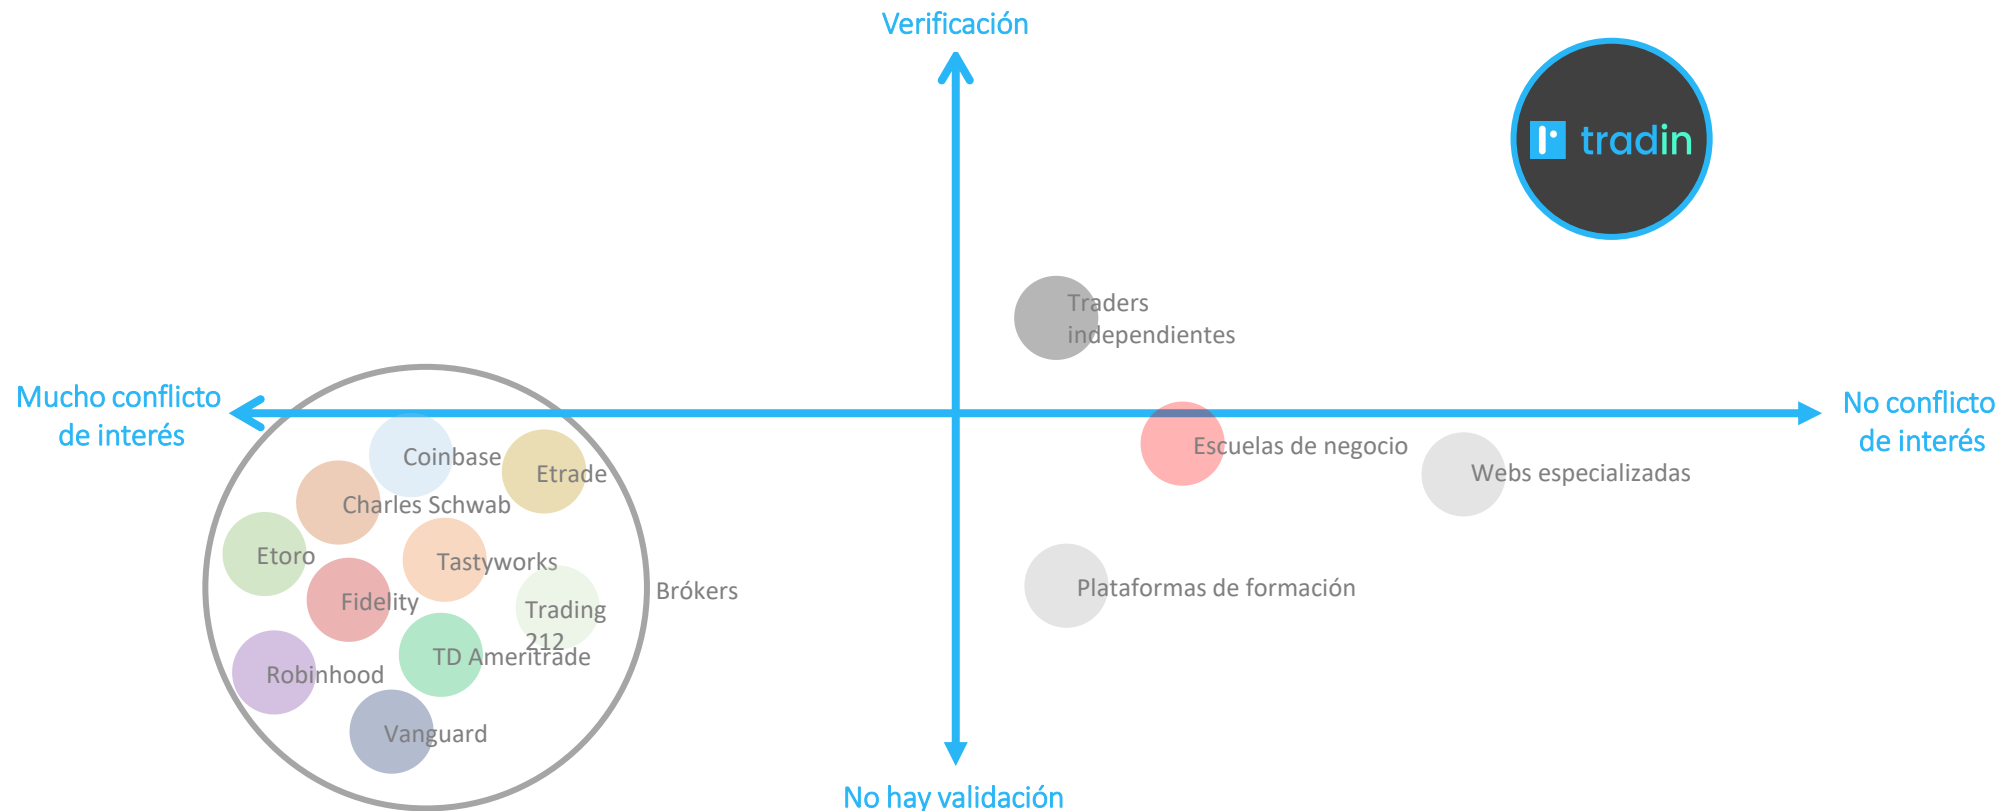 Verificación
tradin
Traders
independientes
Mucho conflicto
de interés
No conflicto
de interés
Coinbase
Etrade
Escuelas de negocio
Webs especializadas
Charles Schwab
Etoro
Tastyworks
Fidelity
Trading
212
Brókers
Plataformas de formación
TD Ameritrade
Robinhood
Vanguard
No hay validación